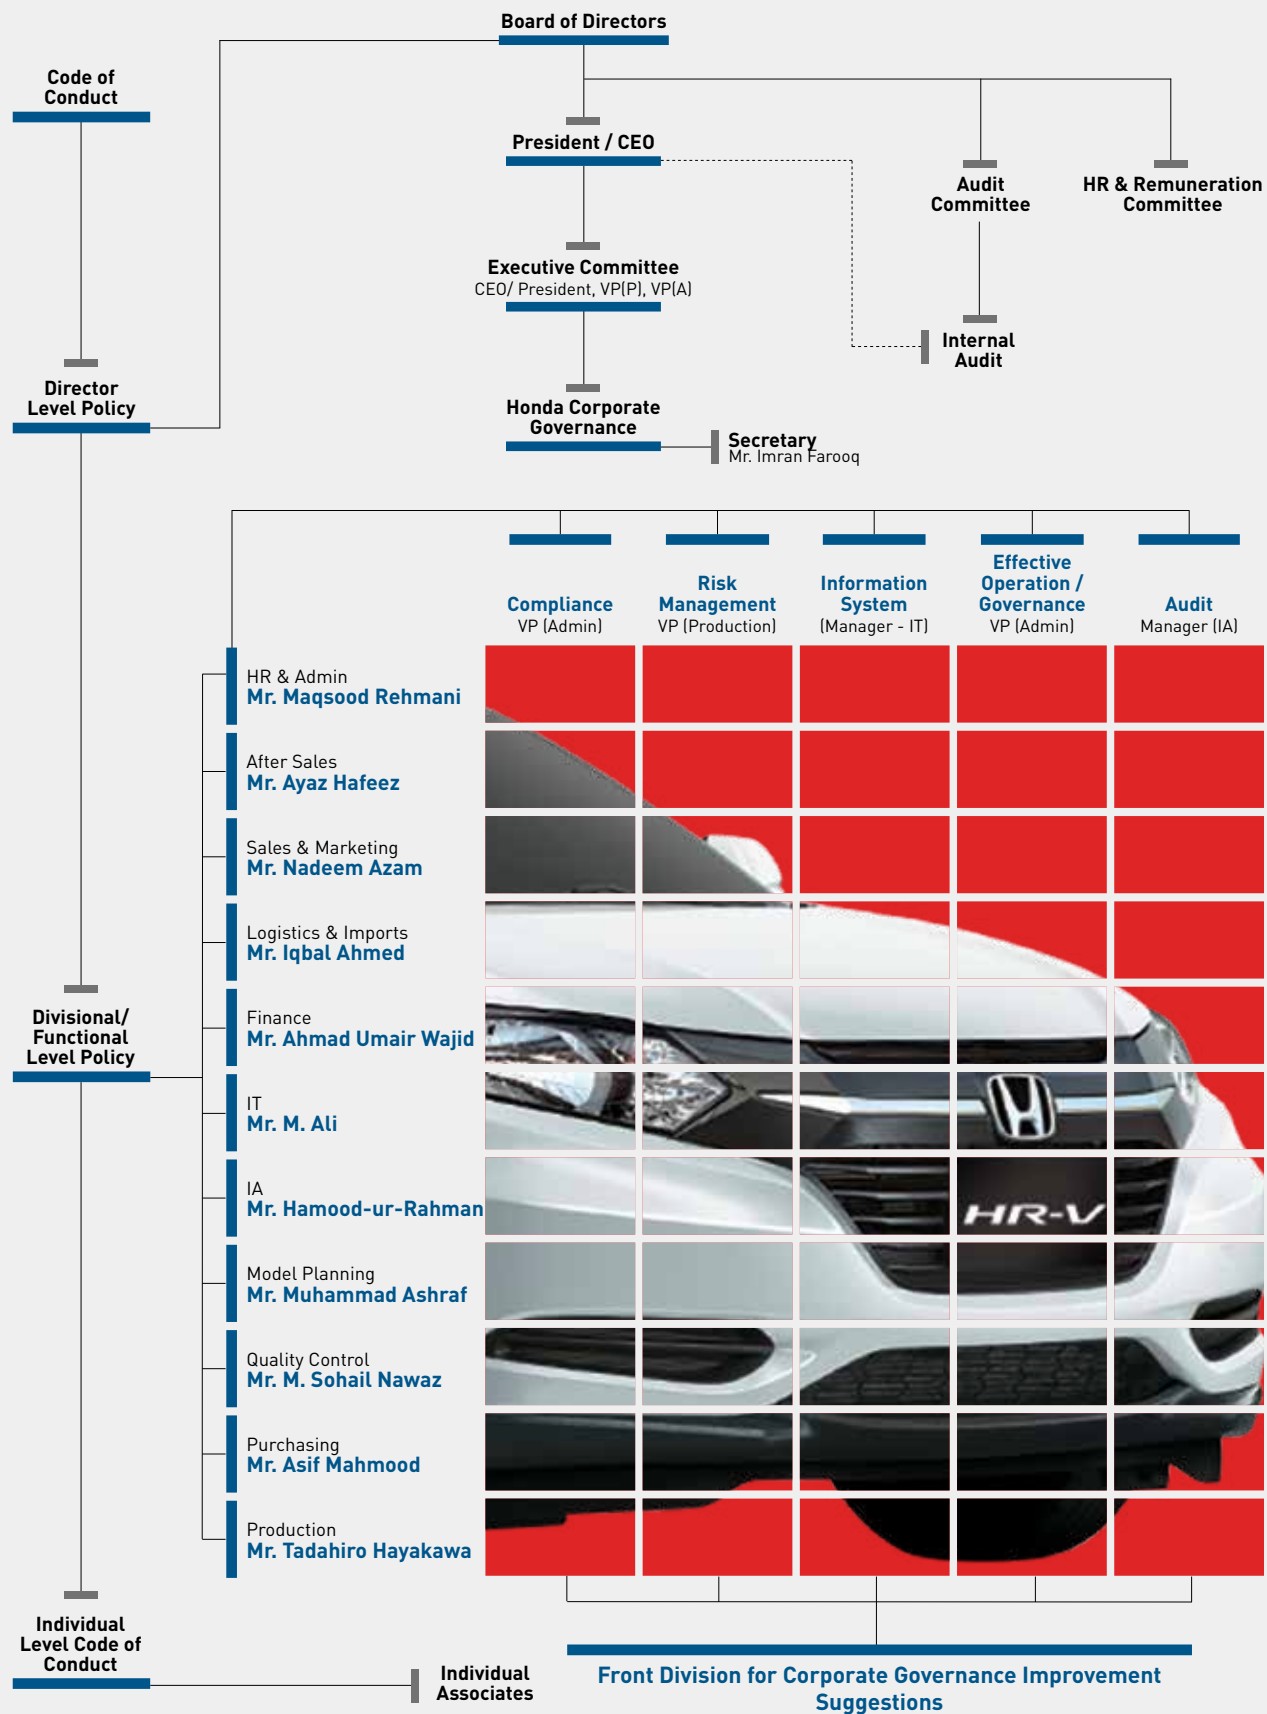 Board of Directors
Code of
Conduct
President / CEO
Audit
Committee
HR & Remuneration
Committee
Executive Committee
CEO/ President, VP(P), VP(A)
Internal
Audit
Director
Level Policy
Honda Corporate
Governance
Secretary
Mr. Imran Farooq
Compliance
VP (Admin)
Risk
Management
VP (Production)
Information
System
(Manager - IT)
Effective
Operation /
Governance
VP (Admin)
Audit
Manager (IA)
HR & Admin
Mr. Maqsood Rehmani
After Sales
Mr. Ayaz Hafeez
Sales & Marketing
Mr. Nadeem Azam
Logistics & Imports
Mr. Iqbal Ahmed
Divisional/
Functional
Level Policy
Finance
Mr. Ahmad Umair Wajid
IT
Mr. M. Ali
IA
Mr. Hamood-ur-Rahman
HR-V
Model Planning
Mr. Muhammad Ashraf
Quality Control
Mr. M. Sohail Nawaz
Purchasing
Mr. Asif Mahmood
Production
Mr. Tadahiro Hayakawa
Individual
Level Code of
Conduct
Individual
Associates
Front Division for Corporate Governance Improvement
Suggestions